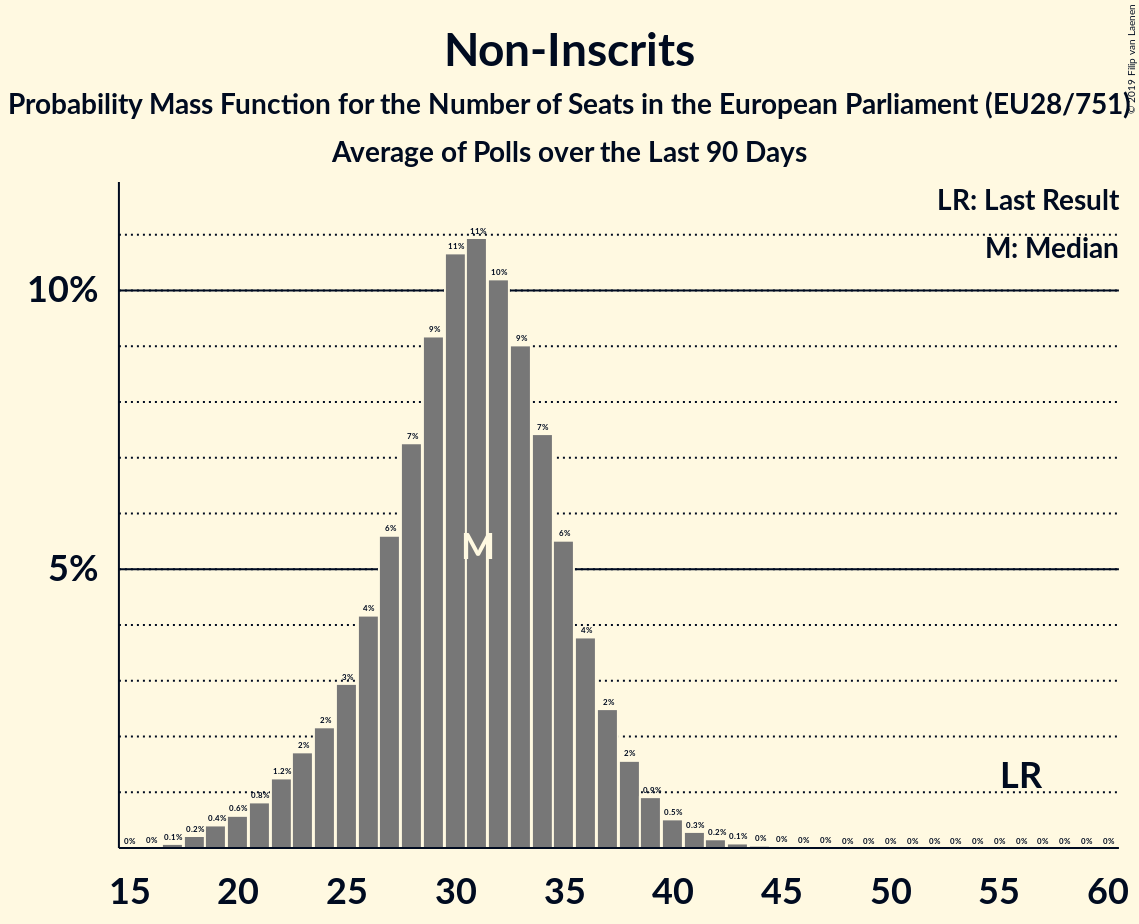 © 2019 Filip van Laenen
Non-Inscrits
Probability Mass Function for the Number of Seats in the European Parliament (EU28/751)
Average of Polls over the Last 90 Days
LR: Last Result
M: Median
10%
5%
0% 0% 0.1% 0.2% 0.4% 0.6% 0.8% 1.2% 2% 2% 3% 4% 6% 7% 9% 11% 11% 10% 9% 7% 6% 4% 2% 2% 0.9% 0.5% 0.3% 0.2% 0.1% 0% 0% 0% 0% 0% 0% 0% 0% 0% 0% 0% 0% 0% 0% 0% 0% 0%
M
LR
15 20 25 30 35 40 45 50 55 60